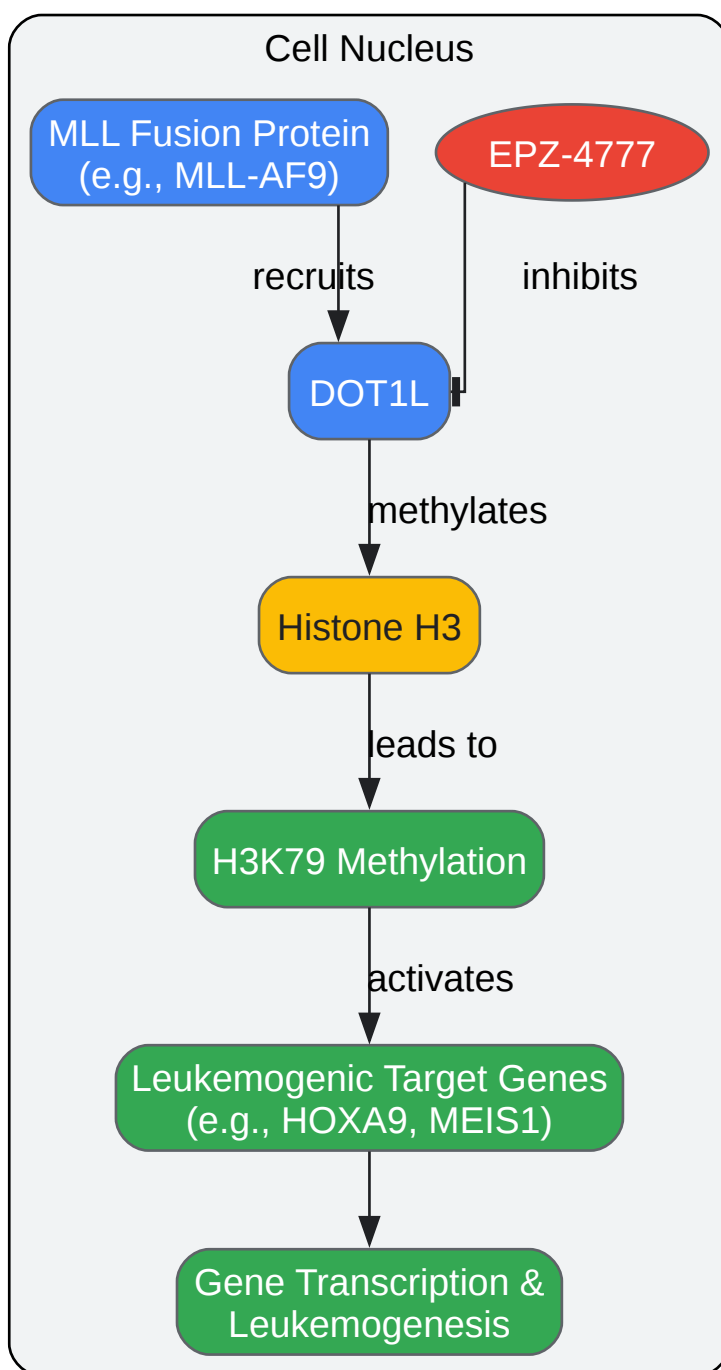 Cell Nucleus
MLL Fusion Protein
(e.g., MLL-AF9)
EPZ-4777
recruits
inhibits
DOT1L
methylates
Histone H3
leads to
H3K79 Methylation
activates
Leukemogenic Target Genes
(e.g., HOXA9, MEIS1)
Gene Transcription &
Leukemogenesis